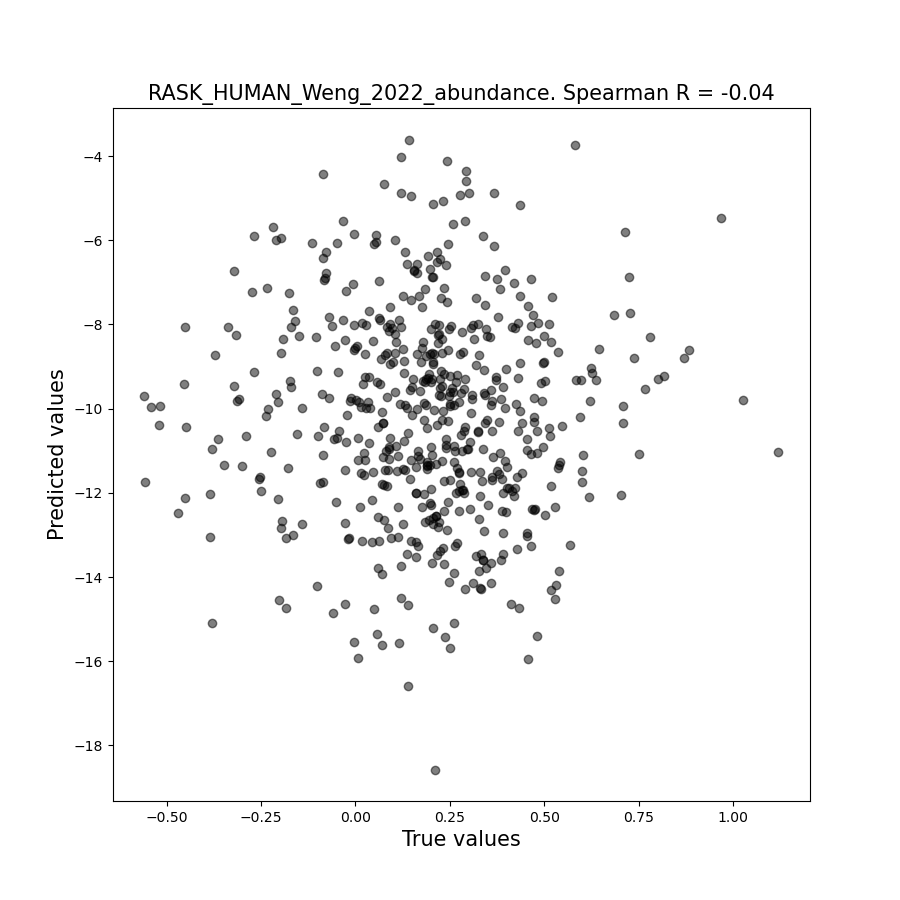 RASK_HUMAN_Weng_2022_abundance. Spearman R = -0.04
Predicted values
−4
−6
−8
−10
−12
−14
−16
−18
−0.50 −0.25 0.00 0.25 0.50 0.75 1.00
True values